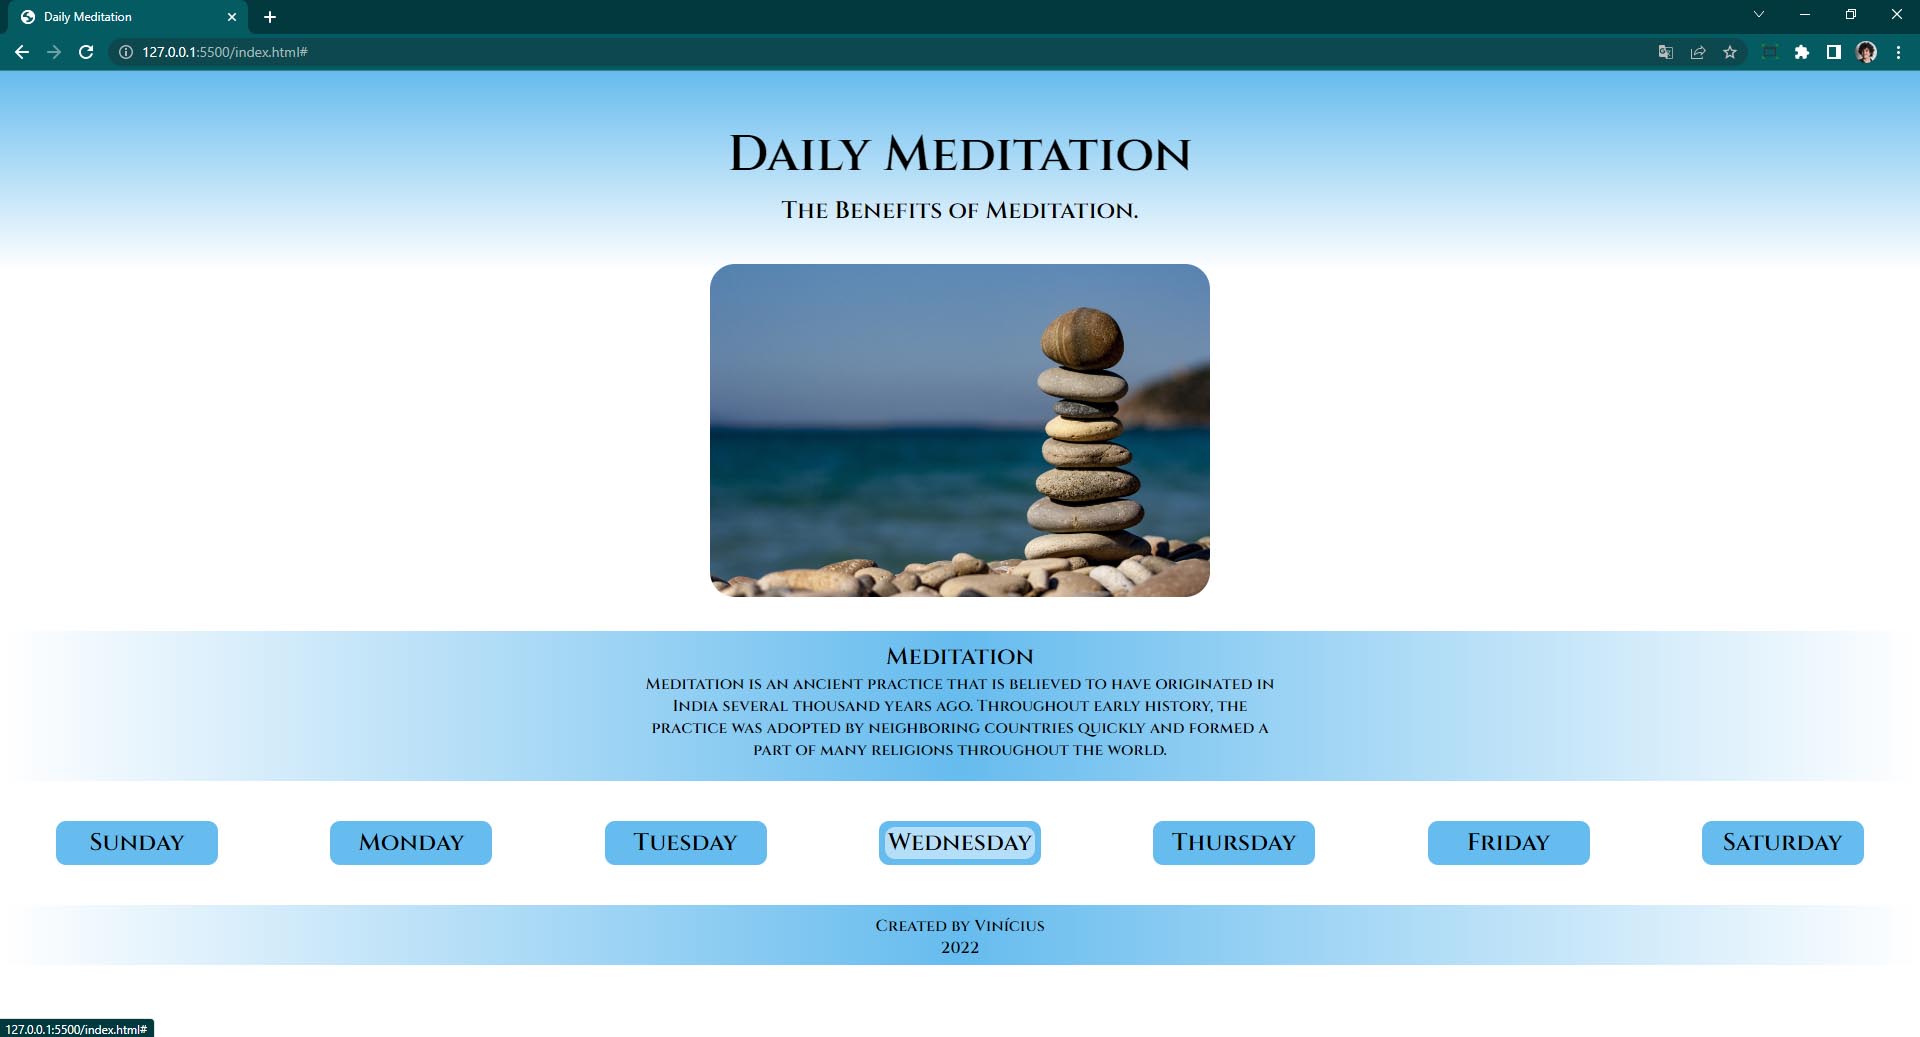 Daily Meditation
127.0.0.1:5500/index.html#
Daily Meditation
The Benefits of Meditation.
Meditation
Meditation is an ancient practice that is believed to have originated in
India several thousand years ago. Throughout early history, the
practice was adopted by neighboring countries quickly and formed a
part of many religions throughout the world.
Sunday Monday Tuesday Wednesday Thursday Friday Saturday
Created by Vinícius
2022
127.0.0.1:5500/index.html#